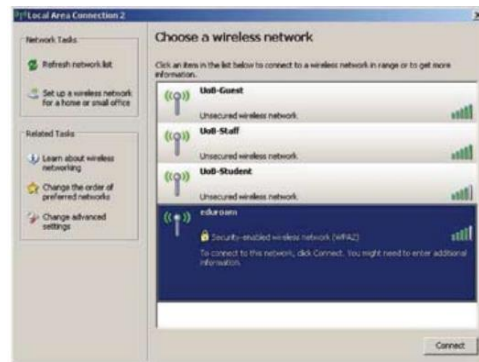 Local Area Connection 2
Network Tasks
Refresh network list
Set up a wireless network
for a home or small office
Related Tasks
Learn about wireless
networking
Change the order of
preferred networks
Change advanced
settings
Choose a wireless network
Click an item in the list below to connect to a wireless network in range or to get more
information.
UoB-Guest
Unsecured wireless network
UoB-Staff
Unsecured wireless network
UoB-Student
Unsecured wireless network
eduroam
Security-enabled wireless network (WPA2)
To connect to this network, click Connect. You might need to enter additional
information.
Connect